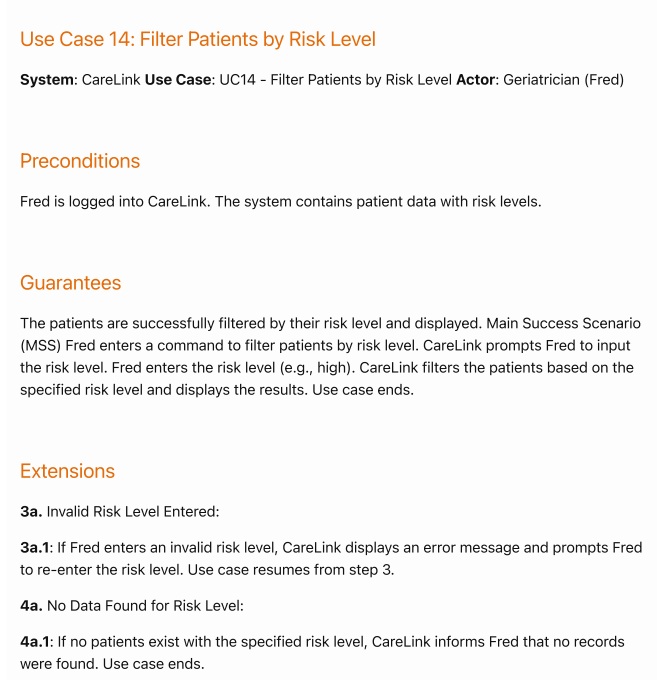 Use Case 14: Filter Patients by Risk Level
System: CareLink Use Case: UC14 - Filter Patients by Risk Level Actor: Geriatrician (Fred)
Preconditions
Fred is logged into CareLink. The system contains patient data with risk levels.
Guarantees
The patients are successfully filtered by their risk level and displayed. Main Success Scenario
(MSS) Fred enters a command to filter patients by risk level. CareLink prompts Fred to input
the risk level. Fred enters the risk level (e.g., high). CareLink filters the patients based on the
specified risk level and displays the results. Use case ends.
Extensions
3a. Invalid Risk Level Entered:
3a.1: If Fred enters an invalid risk level, CareLink displays an error message and prompts Fred
to re-enter the risk level. Use case resumes from step 3.
4a. No Data Found for Risk Level:
4a.1: If no patients exist with the specified risk level, CareLink informs Fred that no records
were found. Use case ends.